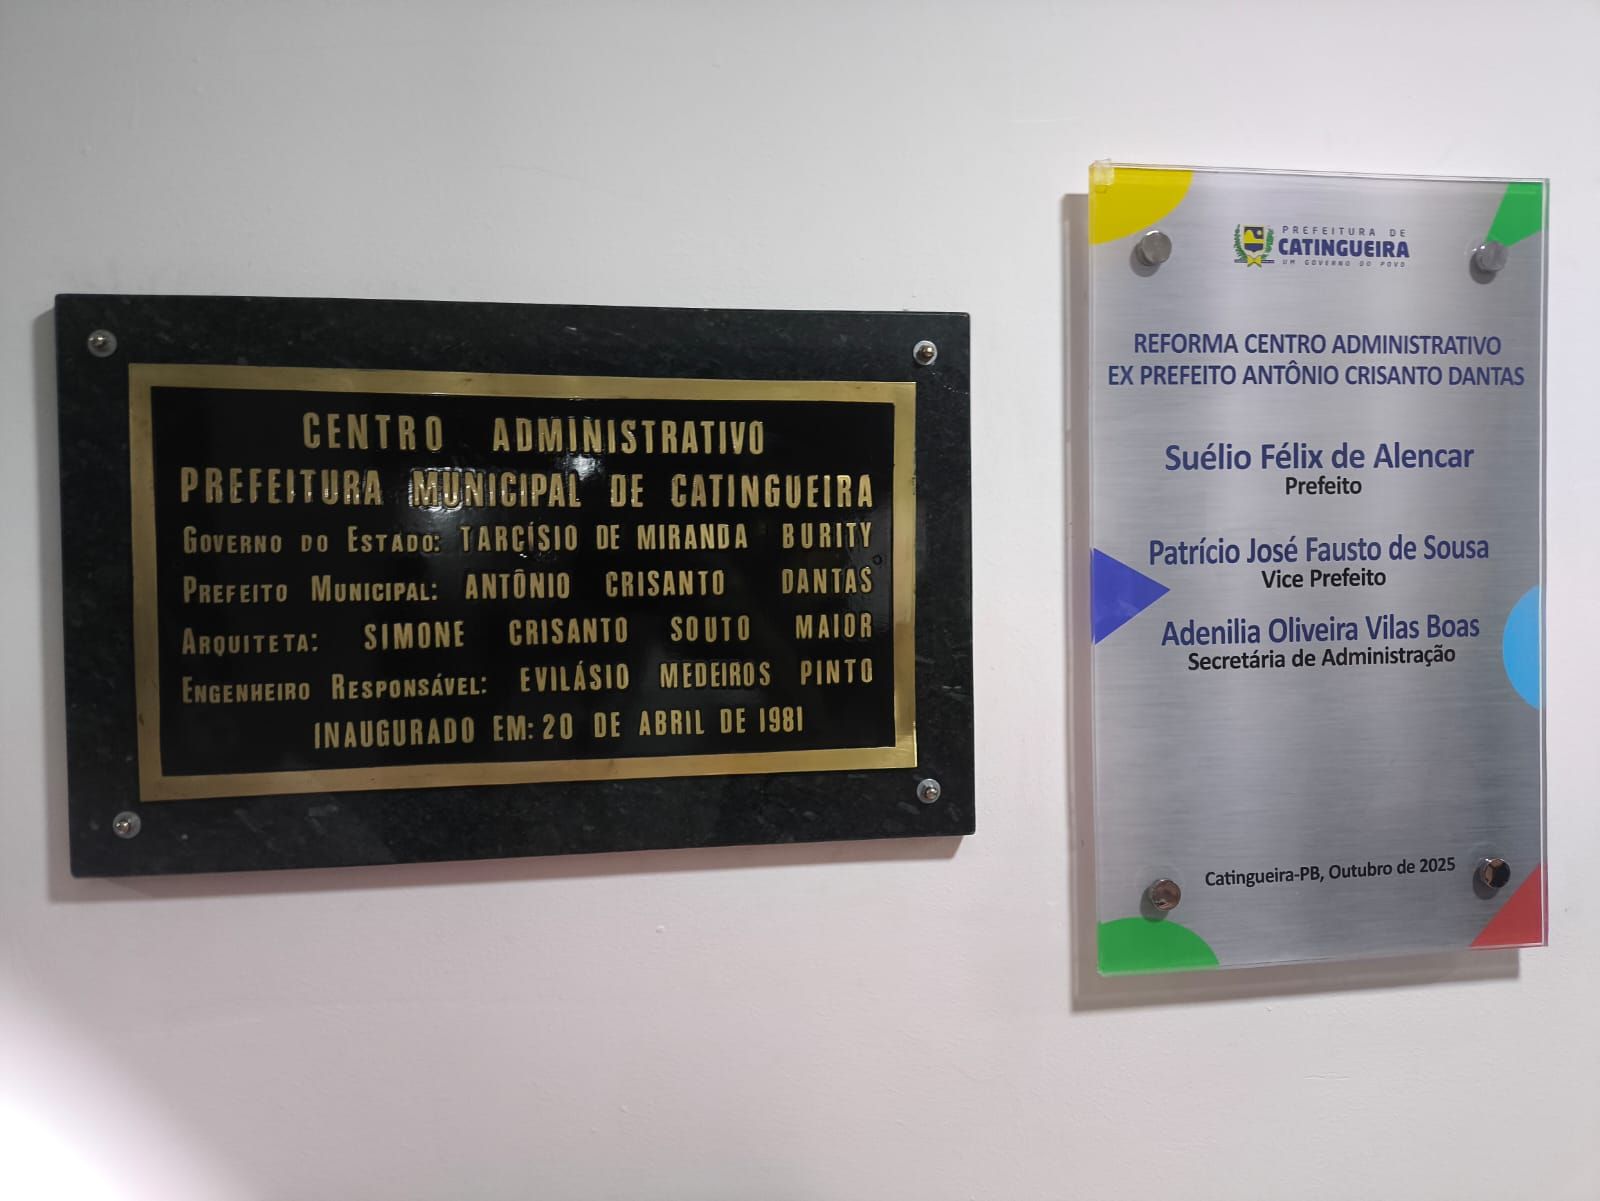 CENTRO ADMINISTRATIVO
PREFEITURA MUNICIPAL DE CATINGUEIRA
GOVERNO DO ESTADO: TARCÍSIO DE MIRANDA BURITY
PREFEITO MUNICIPAL: ANTÔNIO CRISANTO DANTAS
ARQUITETA: SIMONE CRISANTO SOUTO MAIOR
ENGENHEIRO RESPONSÁVEL: EVILÁSIO MEDEIROS PINTO
INAUGURADO EM: 20 DE ABRIL DE 1981
PREFEITURA DE
CATINGUEIRA
UM GOVERNO DO POVO
REFORMA CENTRO ADMINISTRATIVO
EX PREFEITO ANTÔNIO CRISANTO DANTAS
Suélio Félix de Alencar
Prefeito
Patrício José Fausto de Sousa
Vice Prefeito
Adenilia Oliveira Vilas Boas
Secretária de Administração
Catingueira-PB, Outubro de 2025